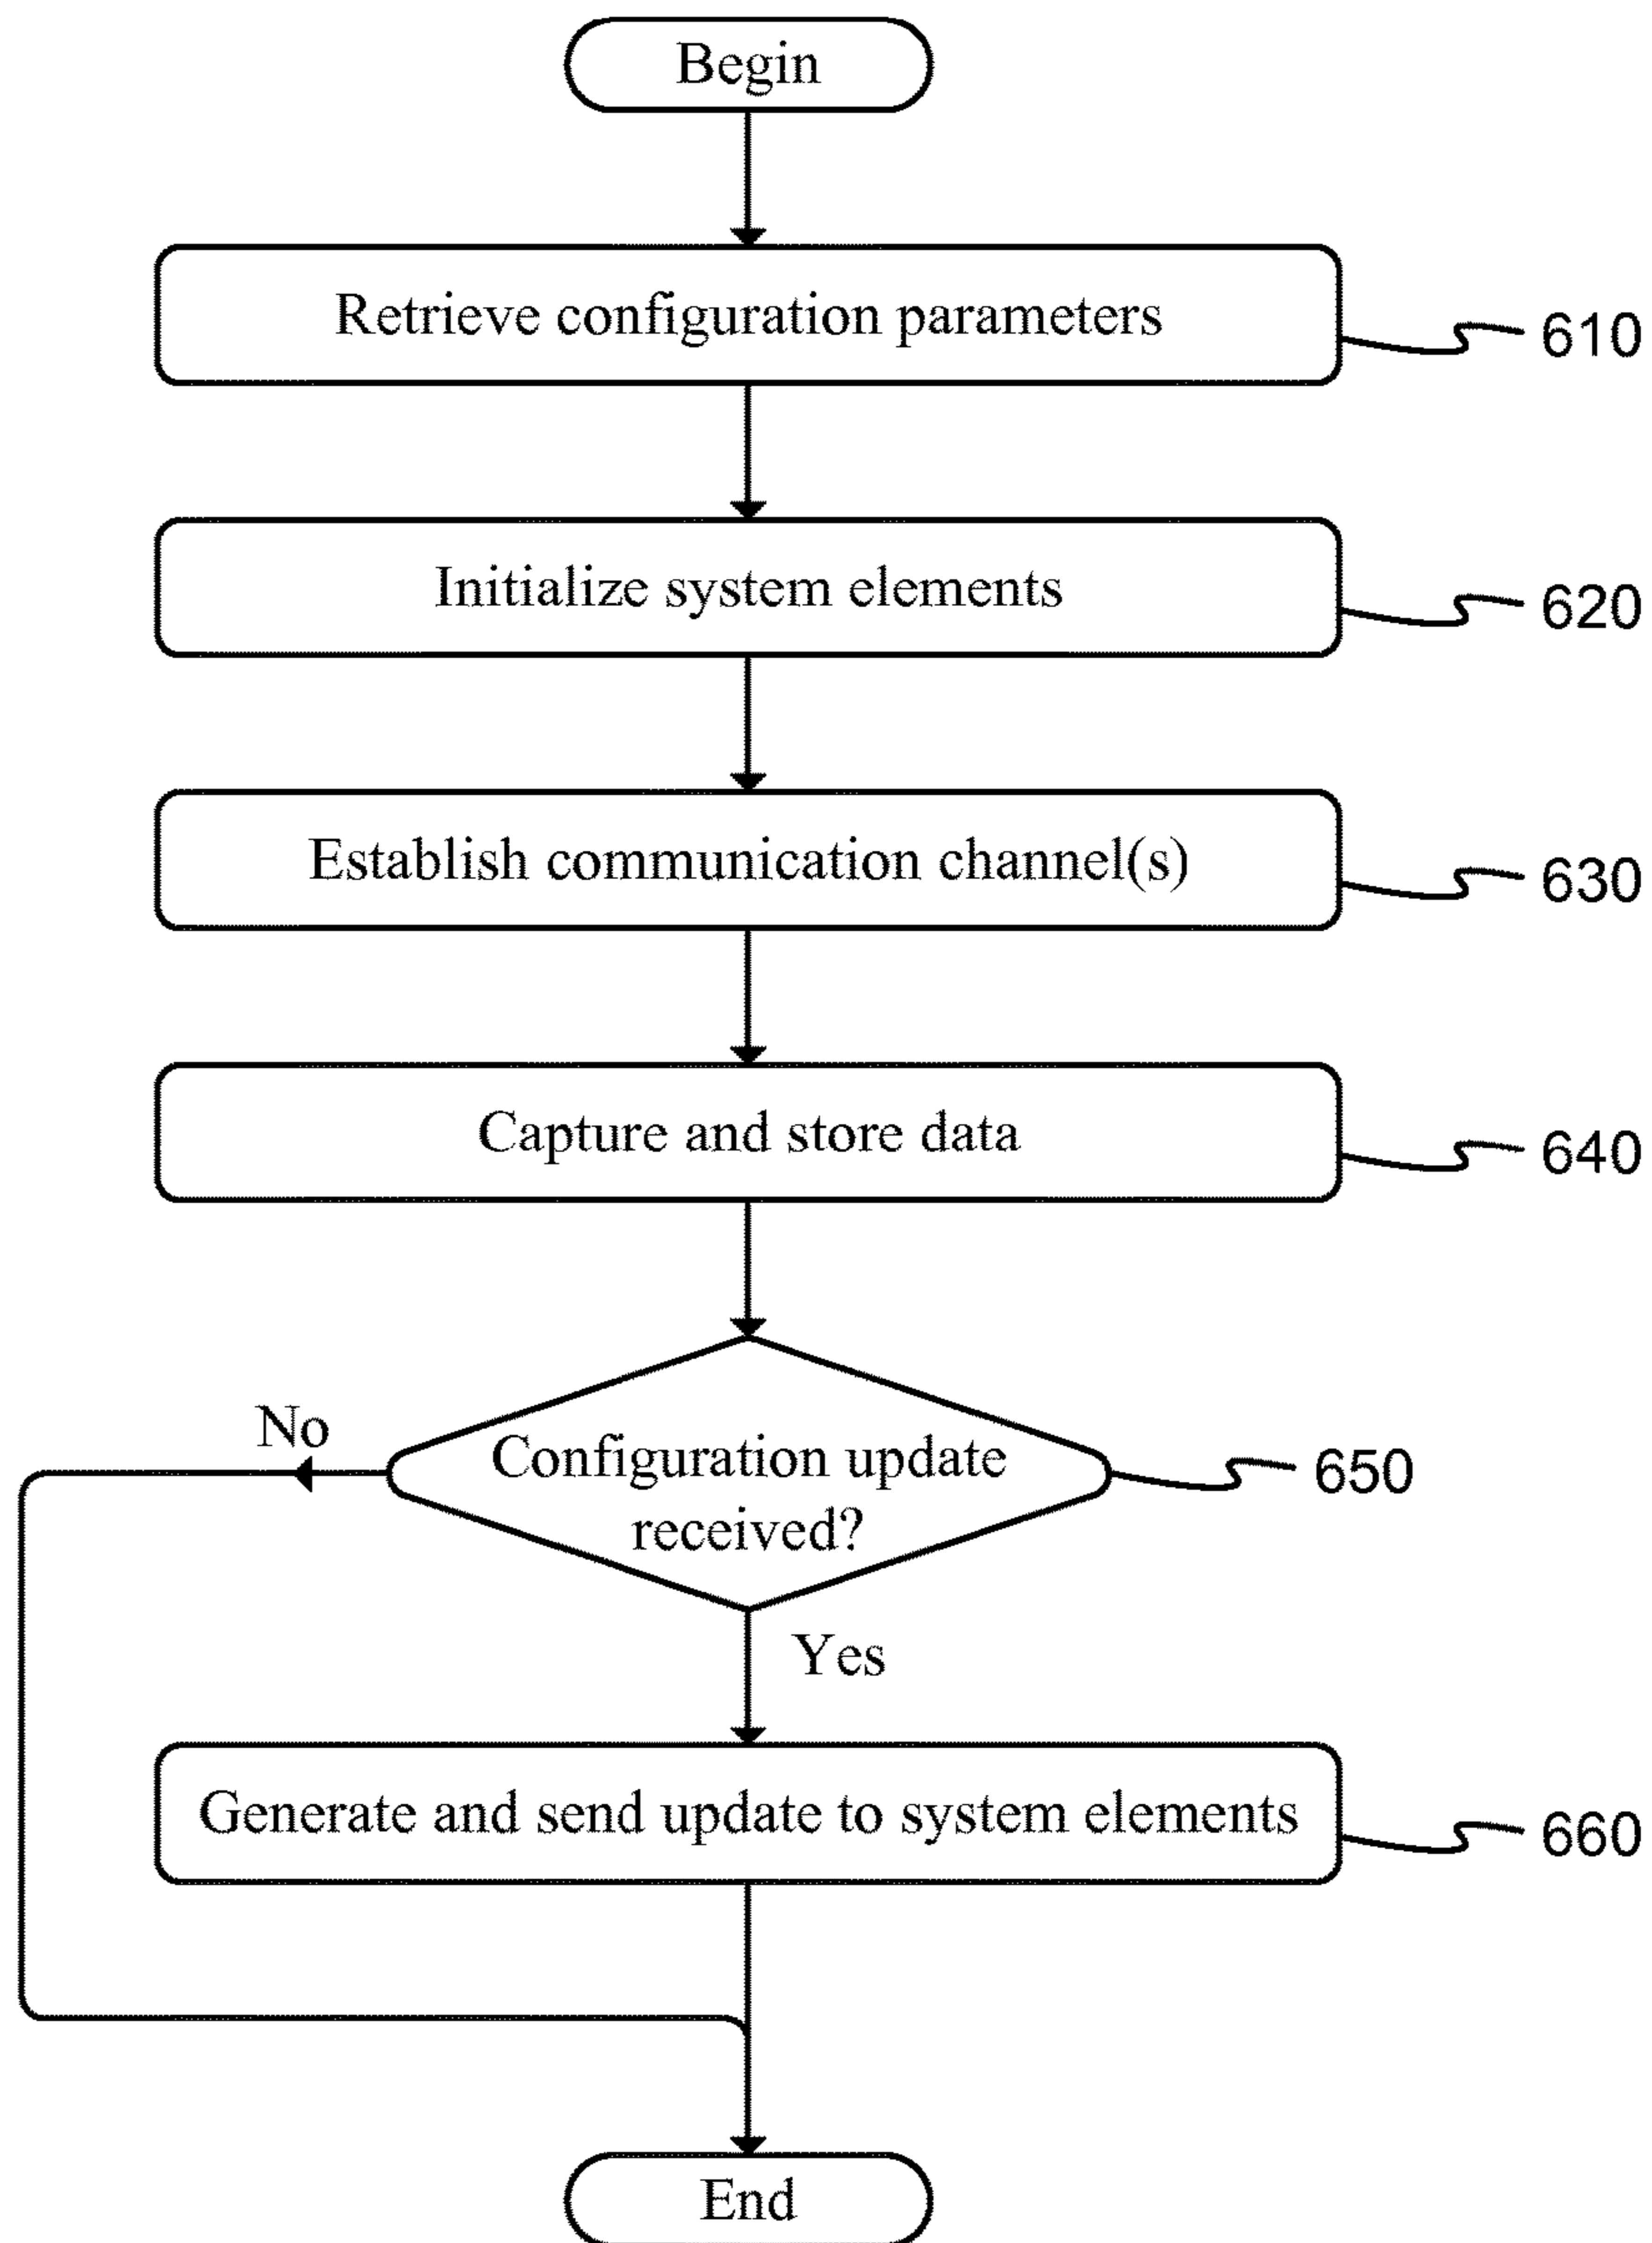 Begin
Retrieve configuration parameters
610
Initialize system elements
620
Establish communication channel(s)
630
Capture and store data
640
No
Configuration update
received?
650
Yes
Generate and send update to system elements
660
End